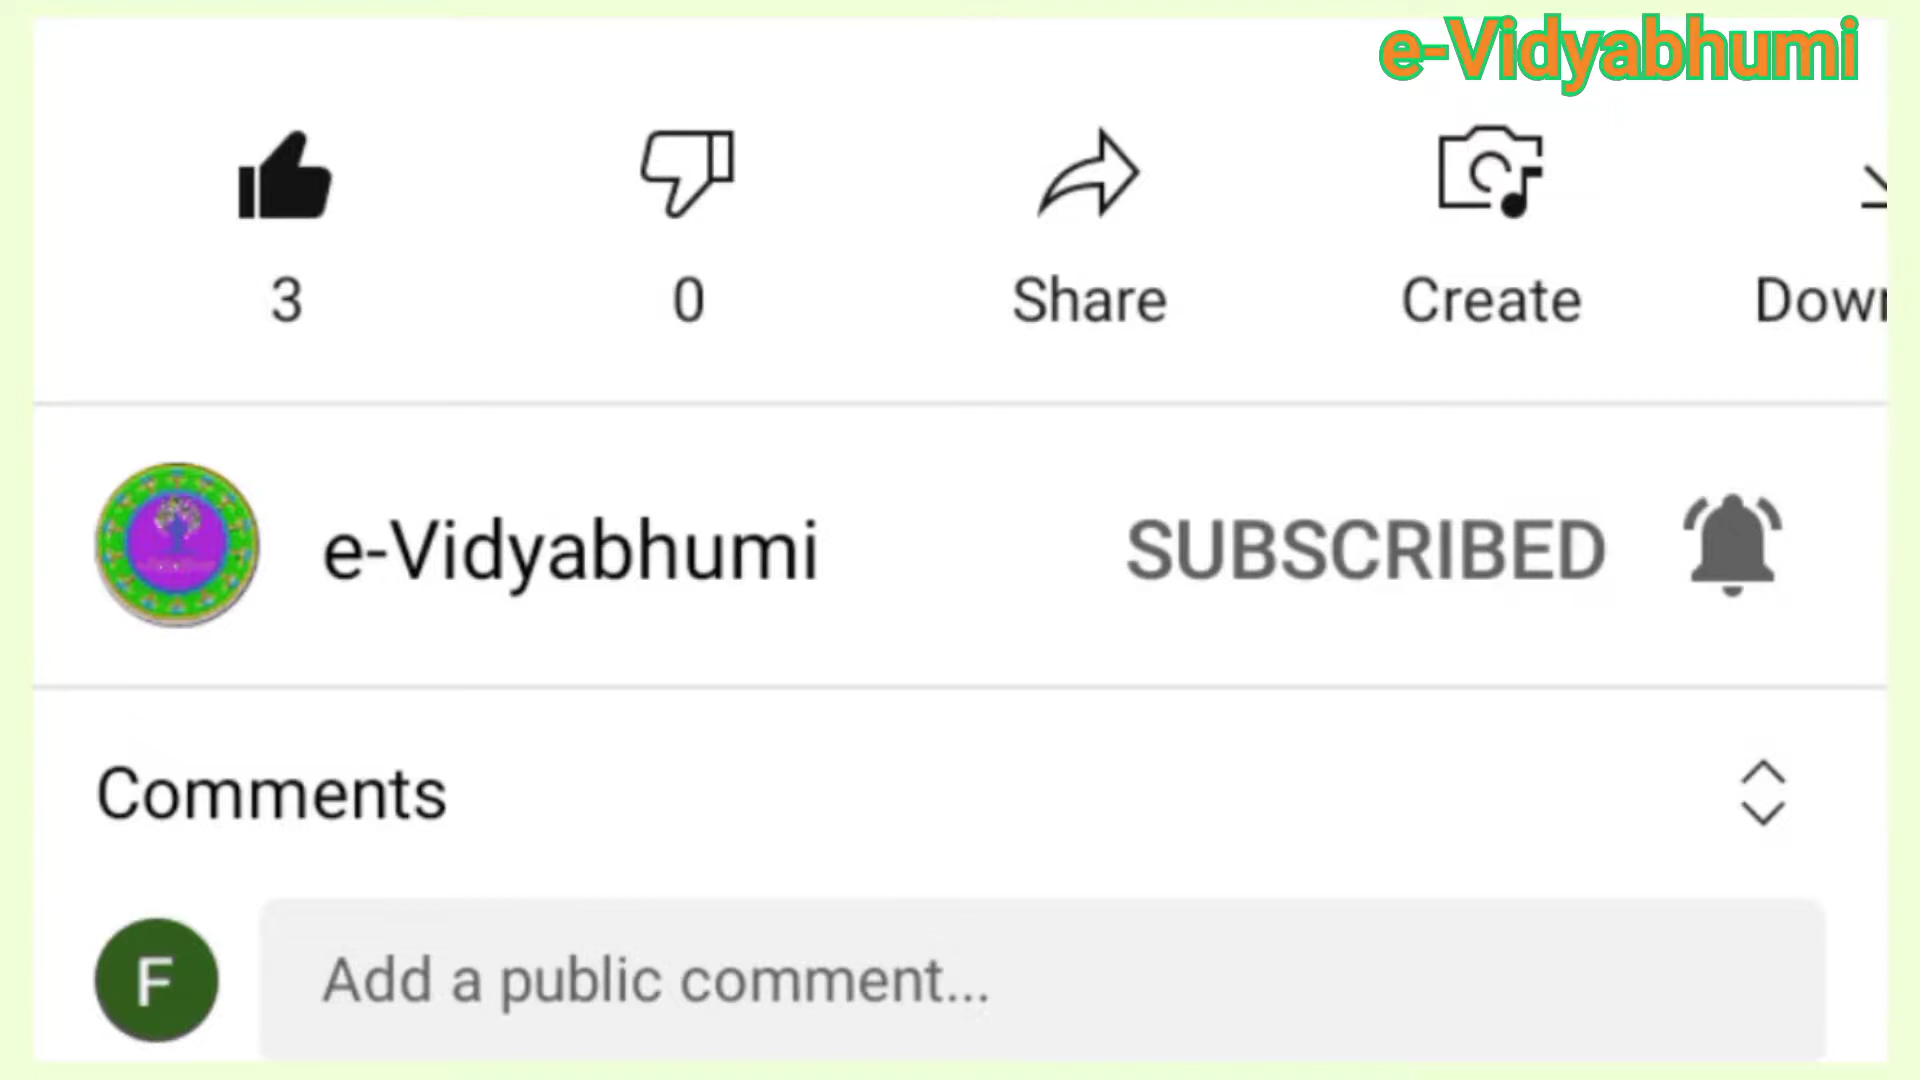 e-Vidyabhumi
3 0 Share Create
e-Vidyabhumi SUBSCRIBED
Comments
F Add a public comment...